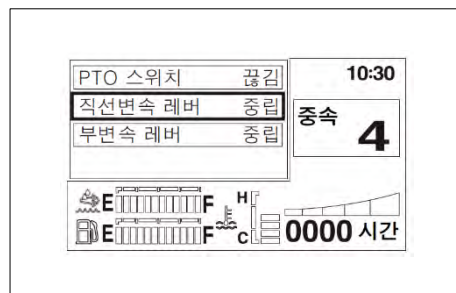 PTO 스위치 끊김
직선변속 레버 중립
부변속 레버 중립
10:30
중속
4
E F
E F
H
C
0000 시간